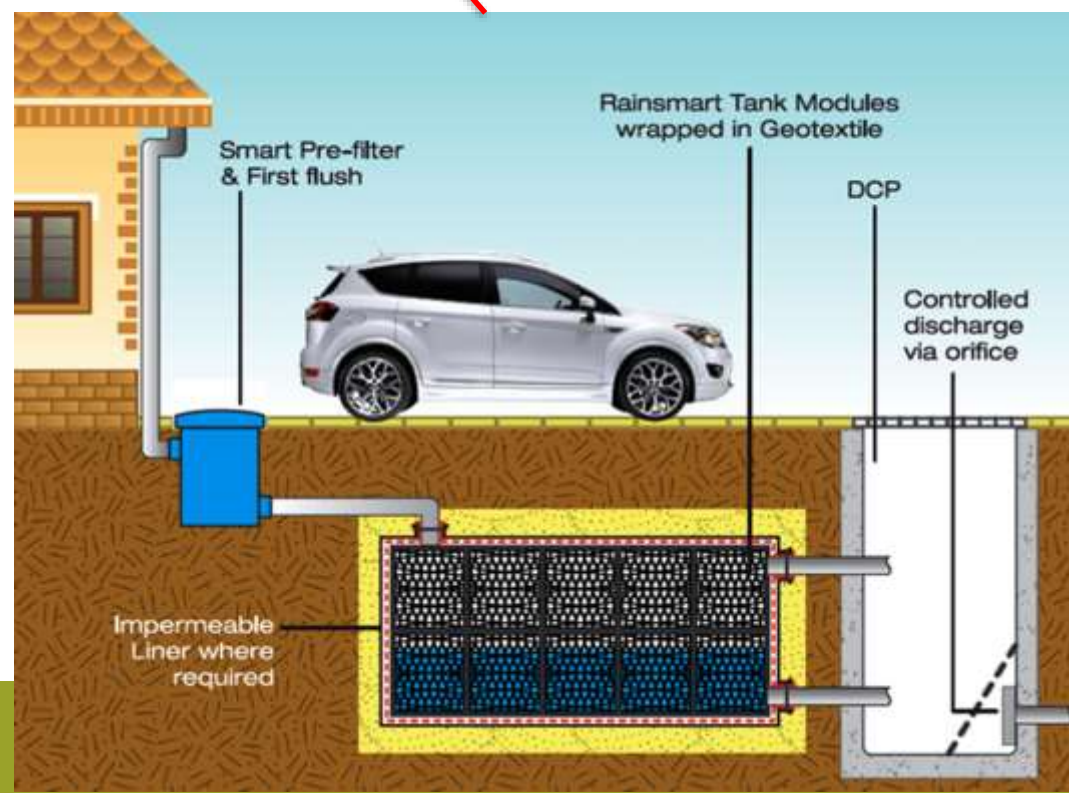 Rainsmart Tank Modules
wrapped in Geotextile
Smart Pre-filter
& First flush
DCP
Controlled
discharge
via orifice
Impermeable
Liner where
required